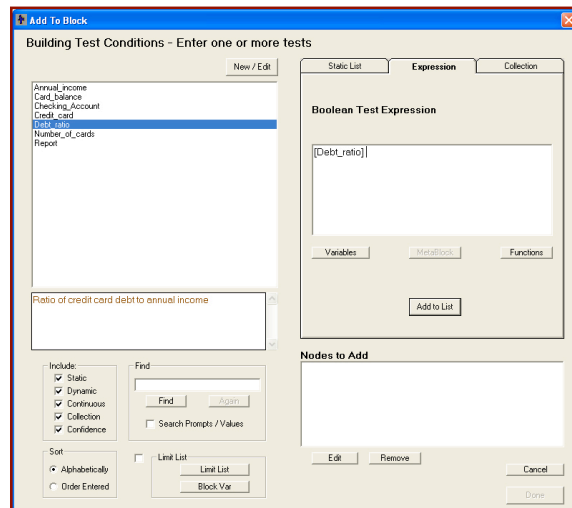 Add To Block
Building Test Conditions - Enter one or more tests
New / Edit
Annual_income
Card_balance
Checking_Account
Credit_card
Debt_ratio
Number_of_cards
Report
Ratio of credit card debt to annual income
Include:
Static
Dynamic
Continuous
Collection
Confidence
Find
Find
Again
Search Prompts / Values
Sort
Alphabetically
Order Entered
Limit List
Limit List
Block Var
Static List
Expression
Collection
Boolean Test Expression
[Debt_ratio]
Variables
MetaBlock
Functions
Add to List
Nodes to Add
Edit
Remove
Cancel
Done